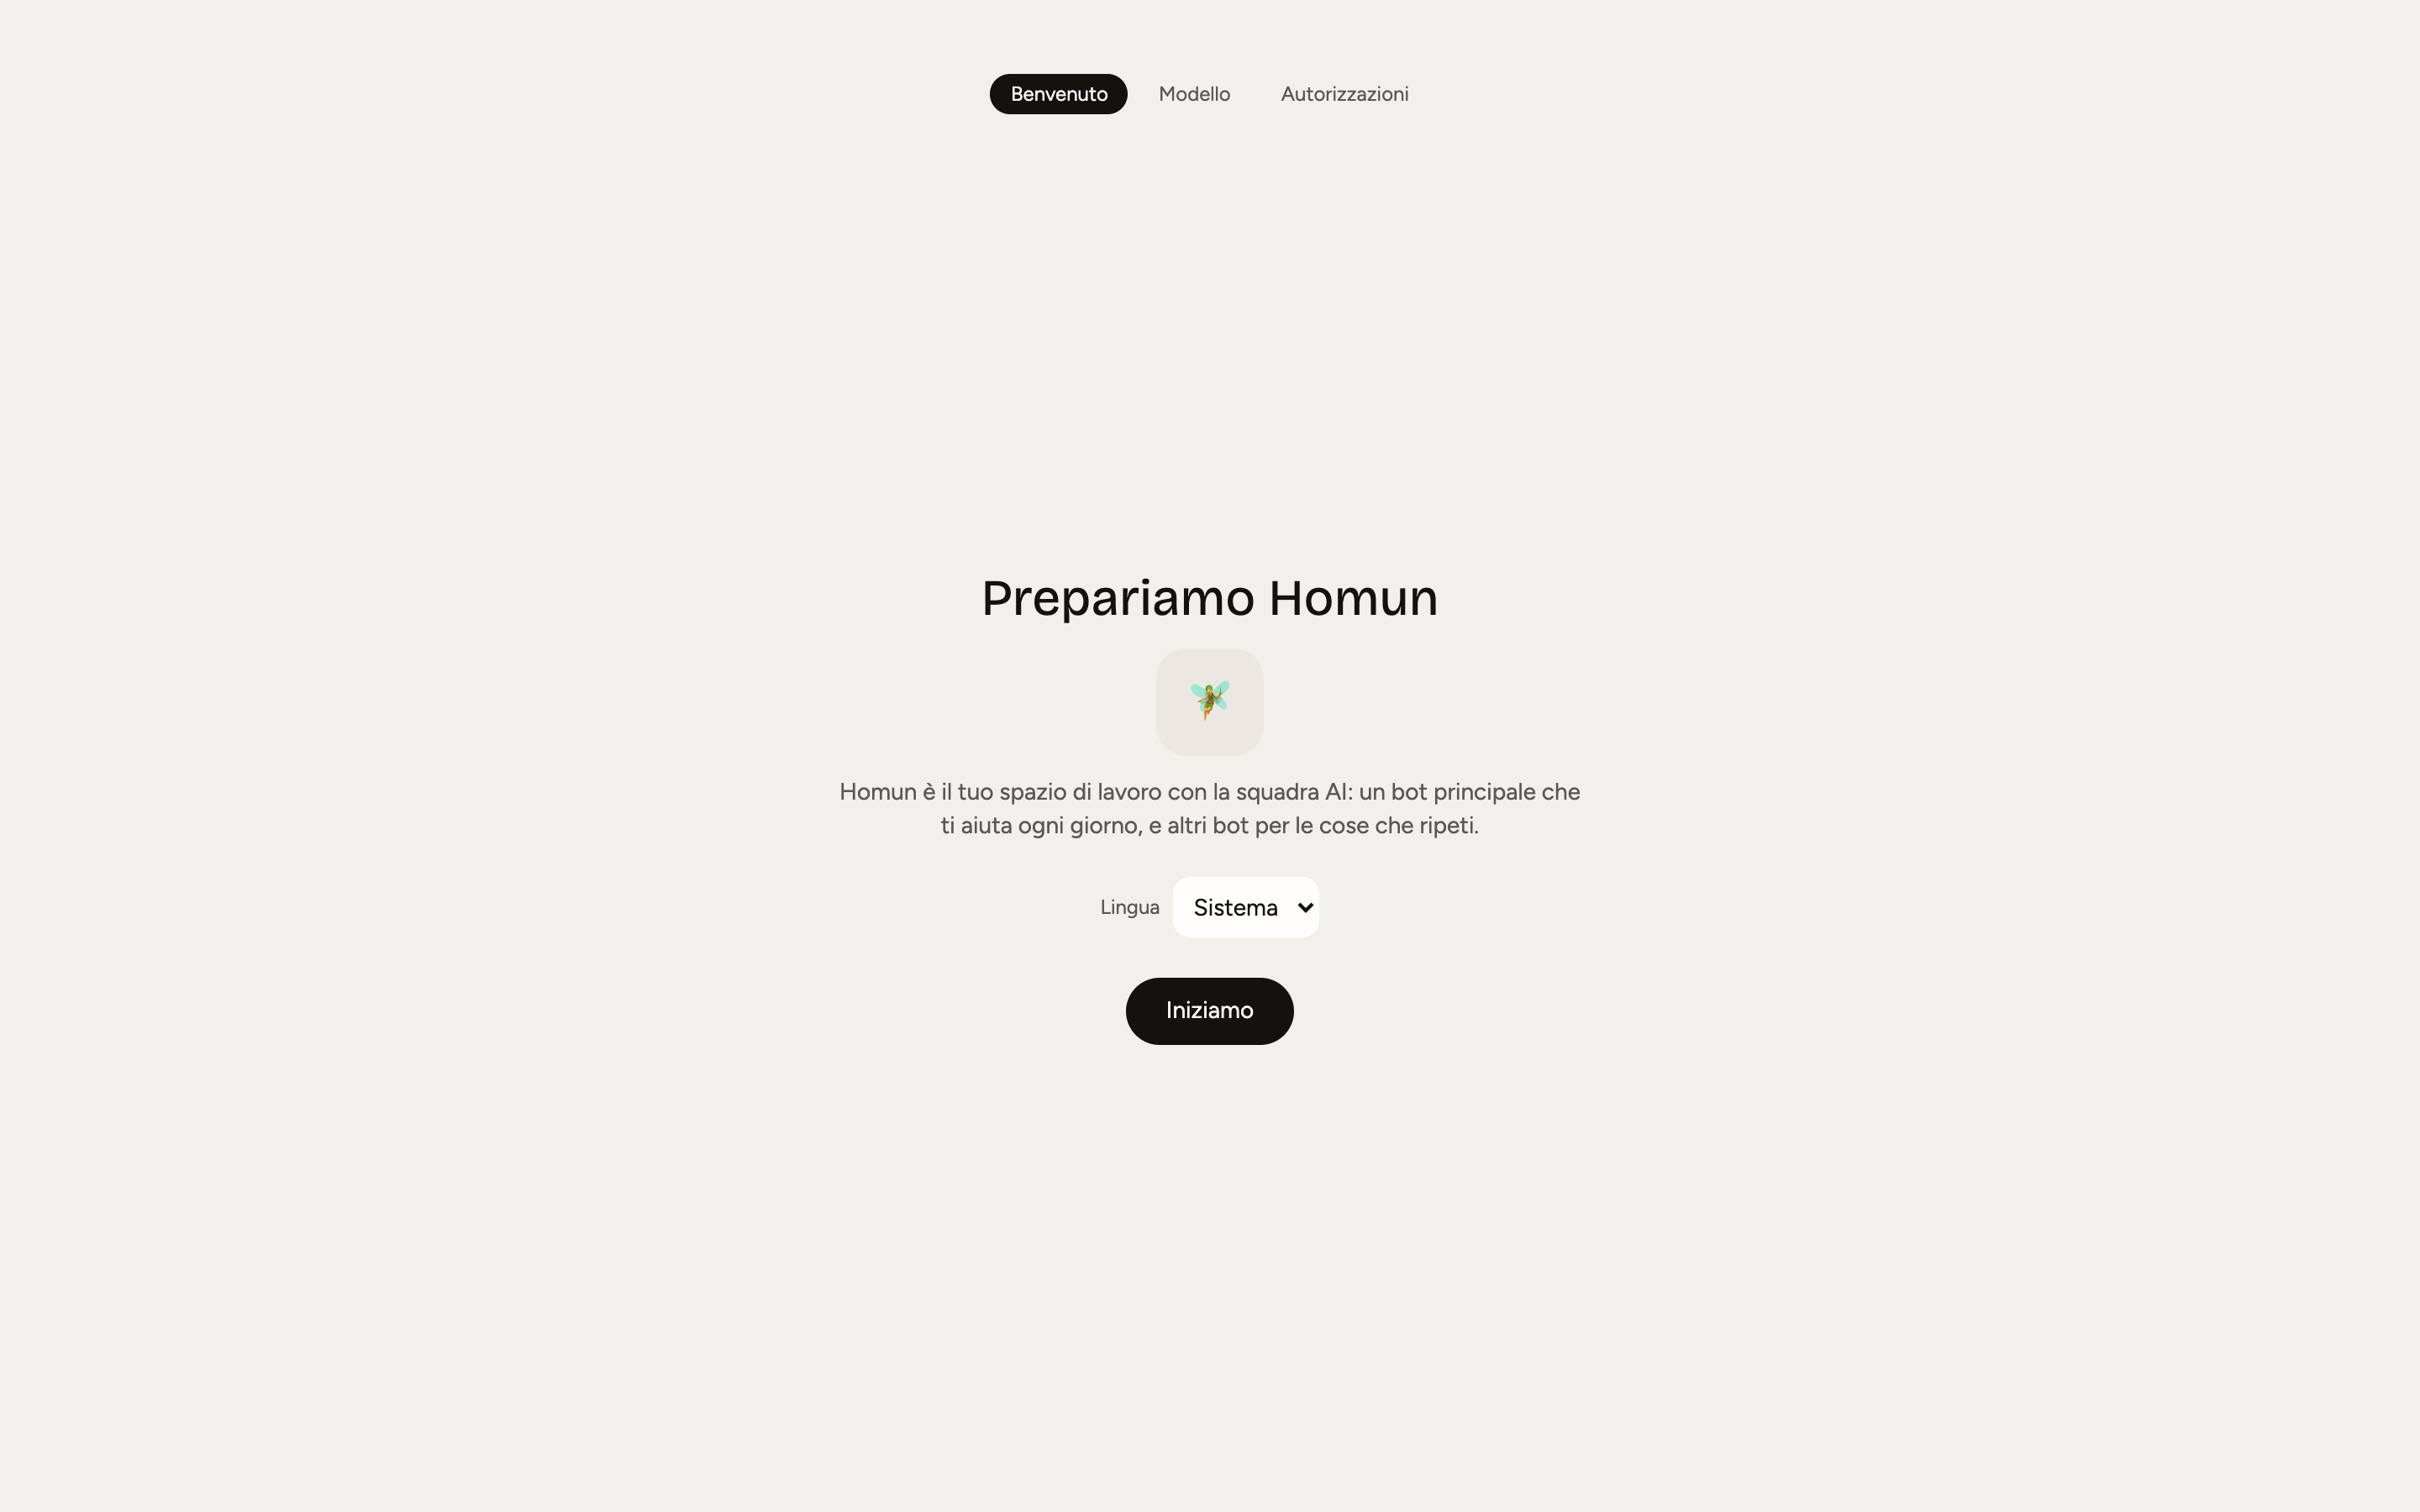 Benvenuto Modello Autorizzazioni
Prepariamo Homun
Homun è il tuo spazio di lavoro con la squadra AI: un bot principale che
ti aiuta ogni giorno, e altri bot per le cose che ripeti.
Lingua Sistema
Iniziamo